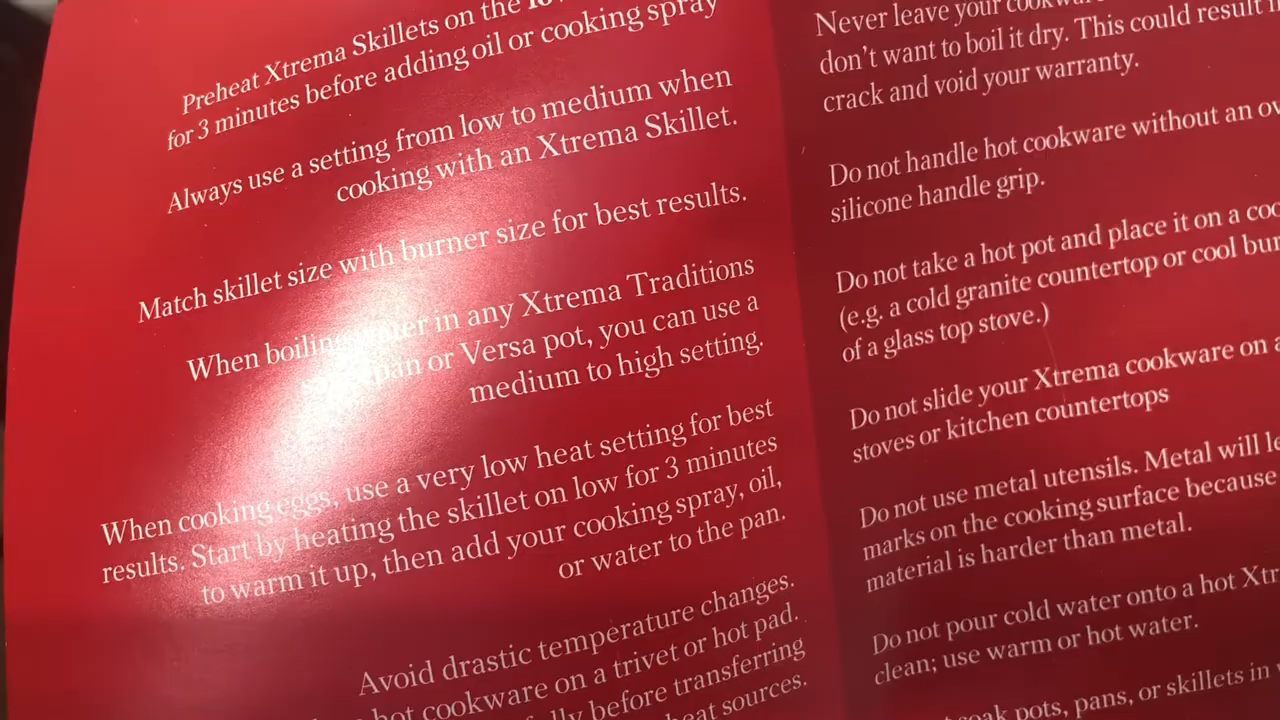 Preheat Xtrema Skillets on the
for 3 minutes before adding oil or cooking spray
Always use a setting from low to medium when
cooking with an Xtrema Skillet.
Match skillet size with burner size for best results.
When boiling water in any Xtrema Traditions
pan or Versa pot, you can use a
medium to high setting.
When cooking eggs, use a very low heat setting for best
results. Start by heating the skillet on low for 3 minutes
to warm it up, then add your cooking spray, oil,
or water to the pan.
Avoid drastic temperature changes.
hot cookware on a trivet or hot pad.
before transferring
heat sources.
Never leave your
don't want to boil it dry. This could result
crack and void your warranty.
Do not handle hot cookware without an
silicone handle grip.
Do not take a hot pot and place it on a
(e.g. a cold granite countertop or cool
of a glass top stove.)
Do not slide your Xtrema cookware on
stoves or kitchen countertops
Do not use metal utensils. Metal will
marks on the cooking surface because
material is harder than metal.
Do not pour cold water onto a hot
clean; use warm or hot water.
soak pots, pans, or skillets in